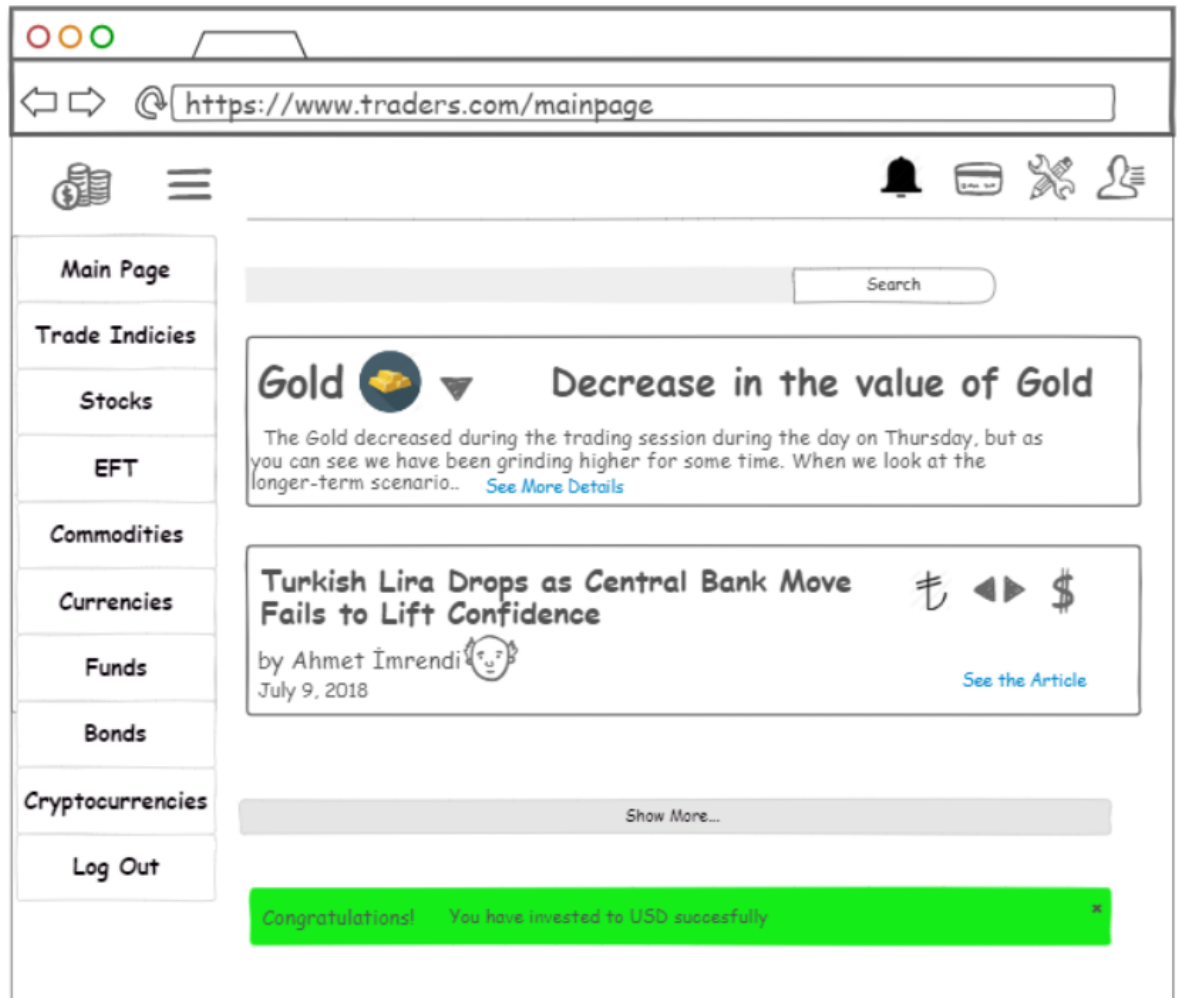 https://www.traders.com/mainpage
Main Page
Trade Indicies
Stocks
EFT
Commodities
Currencies
Funds
Bonds
Cryptocurrencies
Log Out
Search
Gold
Decrease in the value of Gold
The Gold decreased during the trading session during the day on Thursday, but as
you can see we have been grinding higher for some time. When we look at the
longer-term scenario.. See More Details
Turkish Lira Drops as Central Bank Move
Fails to Lift Confidence
₺ $
by Ahmet İmrendi
July 9, 2018
See the Article
Show More...
Congratulations! You have invested to USD succesfully ×